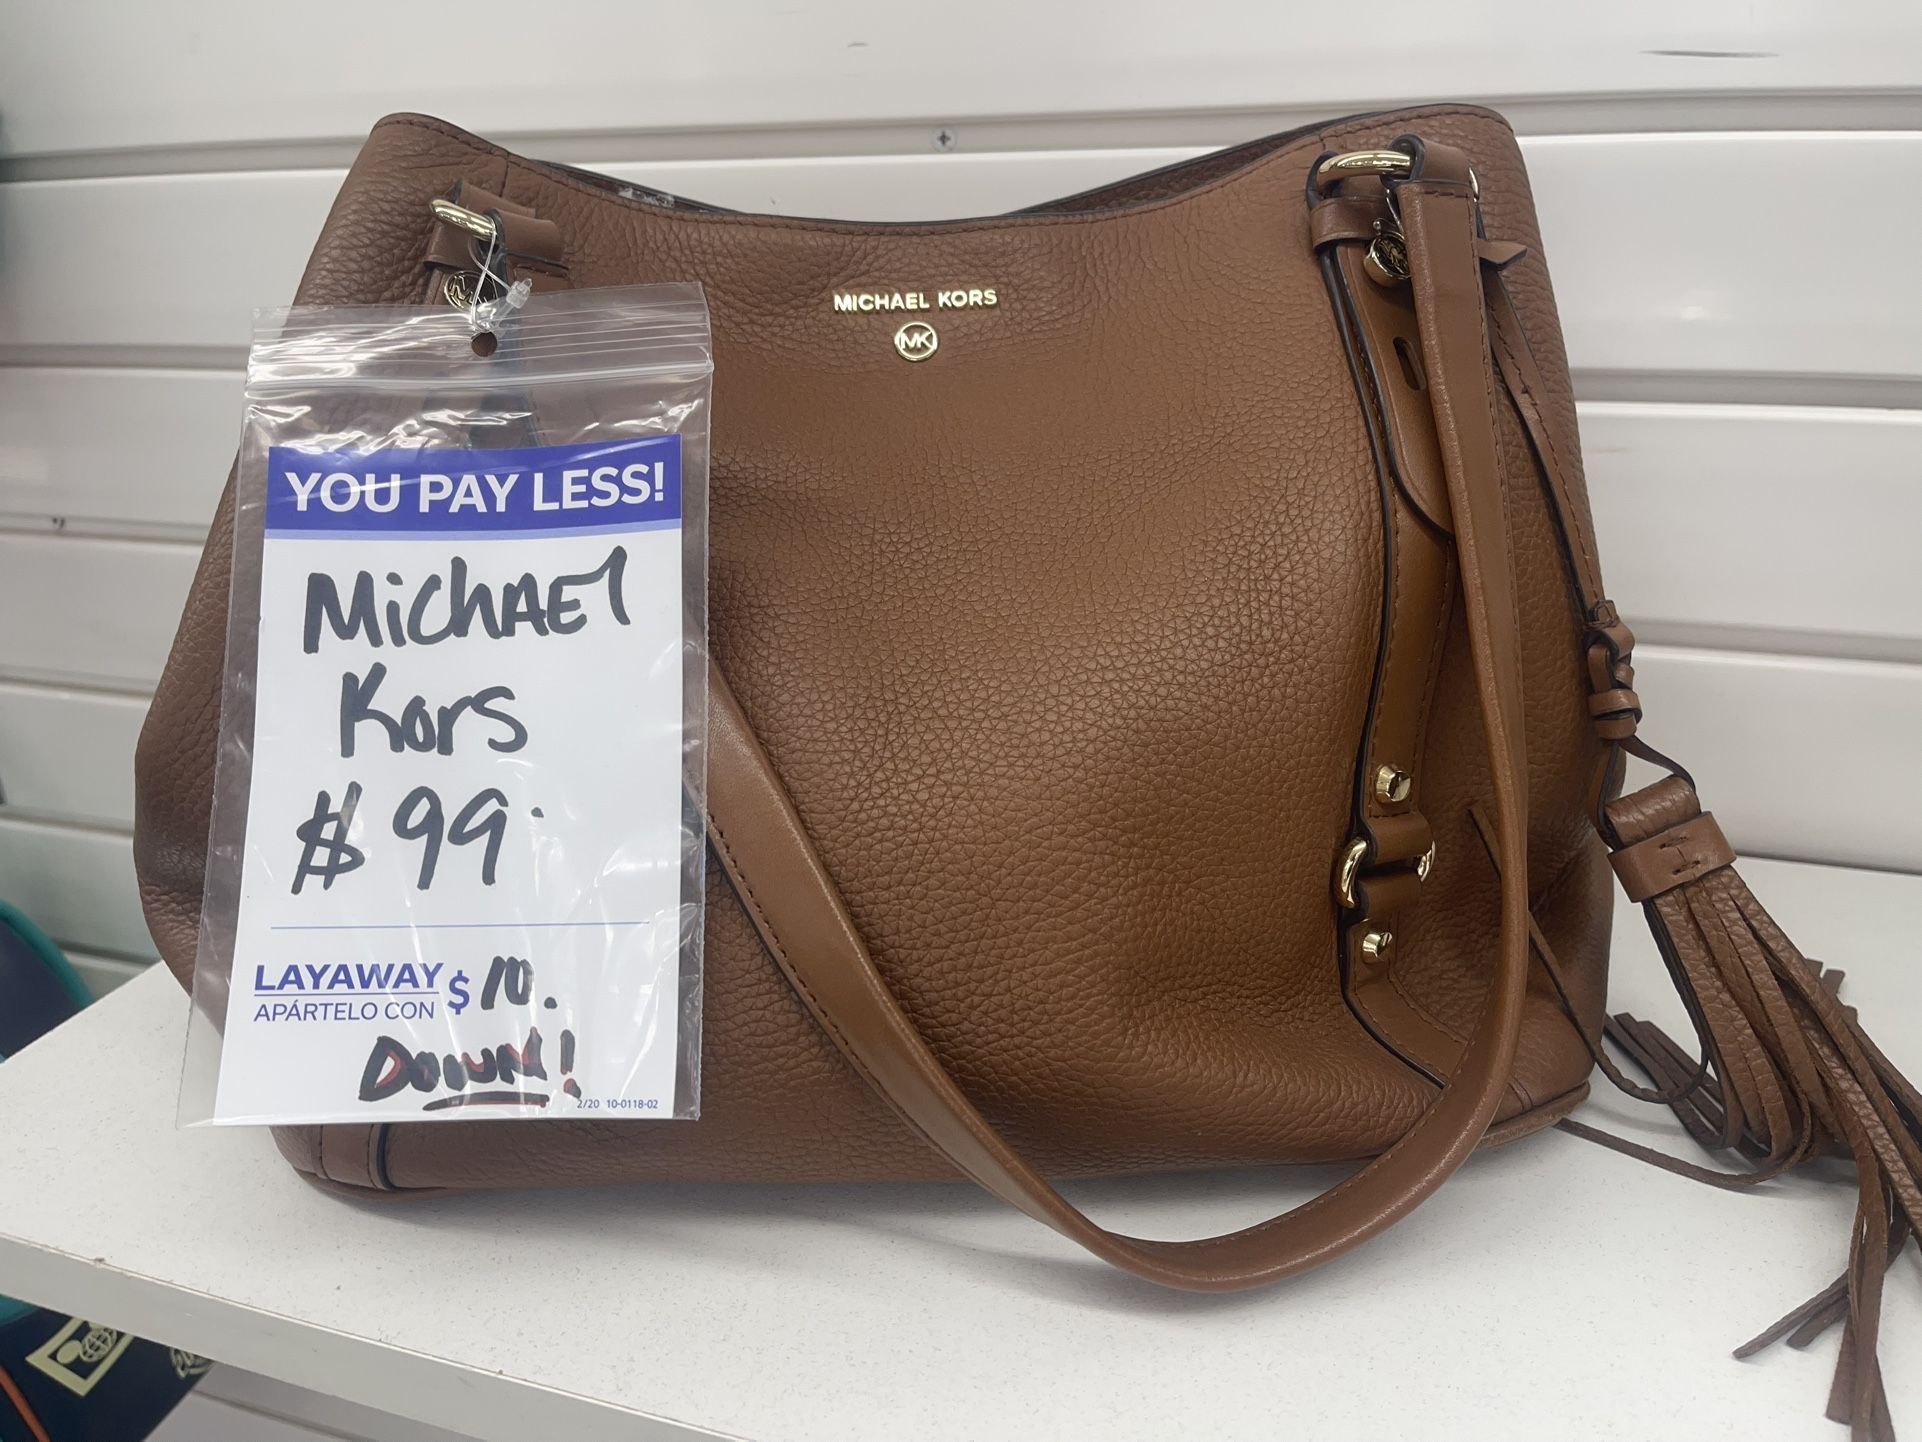 MICHAEL KORS
MK
YOU PAY LESS!
MiChAEl
Kors
$ 99.
LAYAWAY $ 10.
APÁRTELO CON
DOWN!
2/20 10-0118-02